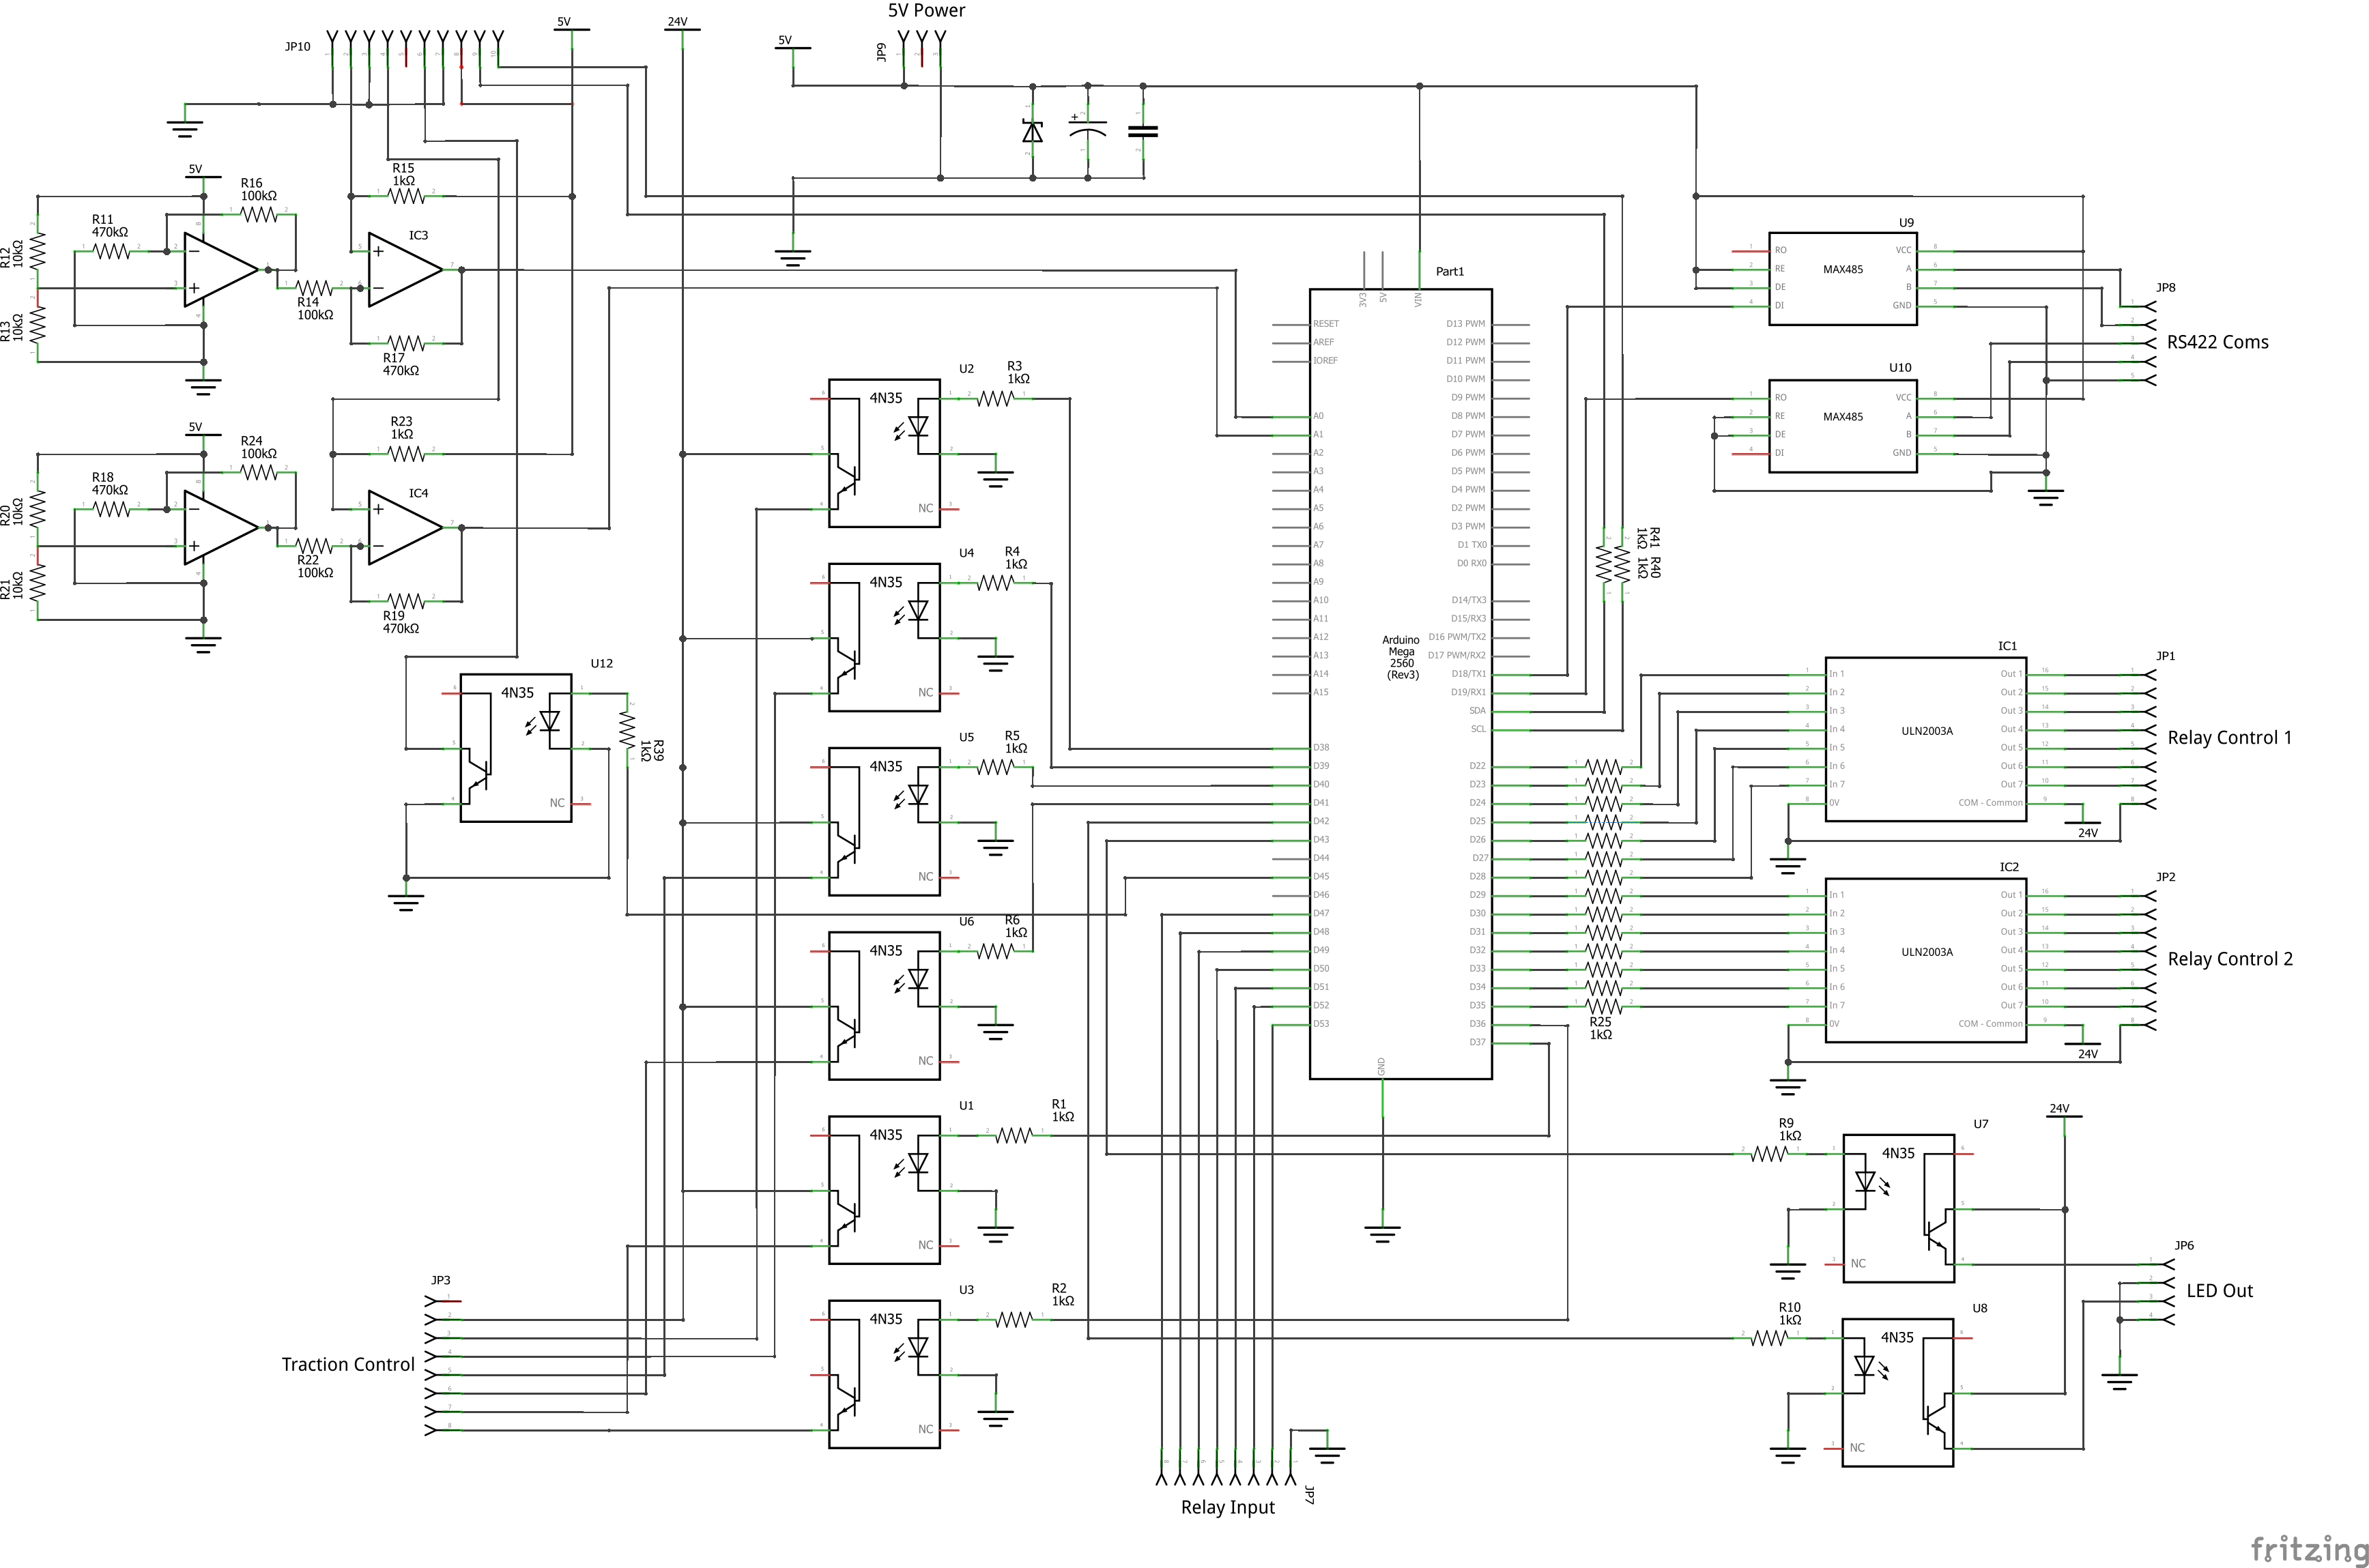 5V Power
JP10
5V
24V
5V
JP9
5V
R16
100kΩ
R11
470kΩ
R12
10kΩ
R13
10kΩ
R14
100kΩ
R15
1kΩ
IC3
R17
470kΩ
5V
R24
100kΩ
R18
470kΩ
R20
10kΩ
R21
10kΩ
R22
100kΩ
R23
1kΩ
IC4
R19
470kΩ
U12
4N35
NC
R39
1kΩ
U2
4N35
NC
R3
1kΩ
U4
4N35
NC
R4
1kΩ
U5
4N35
NC
R5
1kΩ
U6
4N35
NC
R6
1kΩ
U1
4N35
NC
R1
1kΩ
U3
4N35
NC
R2
1kΩ
JP3
Traction Control
Part1
3V3
5V
VIN
RESET
AREF
IOREF
A0
A1
A2
A3
A4
A5
A6
A7
A8
A9
A10
A11
A12
A13
A14
A15
D38
D39
D40
D41
D42
D43
D44
D45
D46
D47
D48
D49
D50
D51
D52
D53
Arduino
Mega
2560
(Rev3)
D13 PWM
D12 PWM
D11 PWM
D10 PWM
D9 PWM
D8 PWM
D7 PWM
D6 PWM
D5 PWM
D4 PWM
D2 PWM
D3 PWM
D1 TX0
D0 RX0
D14/TX3
D15/RX3
D16 PWM/TX2
D17 PWM/RX2
D18/TX1
D19/RX1
SDA
SCL
D22
D23
D24
D25
D26
D27
D28
D29
D30
D31
D32
D33
D34
D35
D36
D37
GND
R41
1kΩ
R40
1kΩ
R25
1kΩ
U9
MAX485
RO
RE
DE
DI
VCC
A
B
GND
U10
MAX485
RO
RE
DE
DI
VCC
A
B
GND
JP8
RS422 Coms
IC1
ULN2003A
In 1
In 2
In 3
In 4
In 5
In 6
In 7
0V
Out 1
Out 2
Out 3
Out 4
Out 5
Out 6
Out 7
COM - Common
24V
JP1
Relay Control 1
IC2
ULN2003A
In 1
In 2
In 3
In 4
In 5
In 6
In 7
0V
Out 1
Out 2
Out 3
Out 4
Out 5
Out 6
Out 7
COM - Common
24V
JP2
Relay Control 2
24V
R9
1kΩ
U7
4N35
NC
R10
1kΩ
U8
4N35
NC
JP6
LED Out
JP7
Relay Input
fritzing